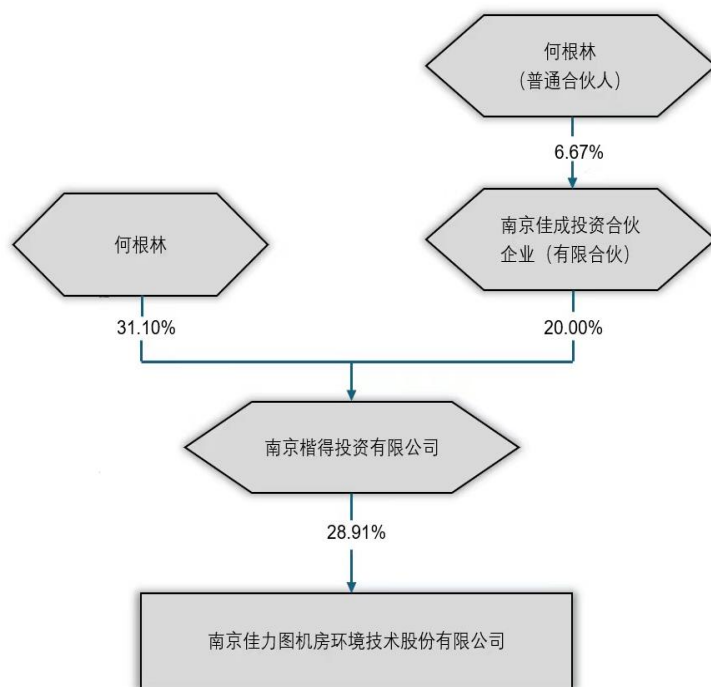 何根林
（普通合伙人）
6.67%
南京佳成投资合伙
企业（有限合伙）
何根林
31.10%
20.00%
南京楷得投资有限公司
28.91%
南京佳力图机房环境技术股份有限公司